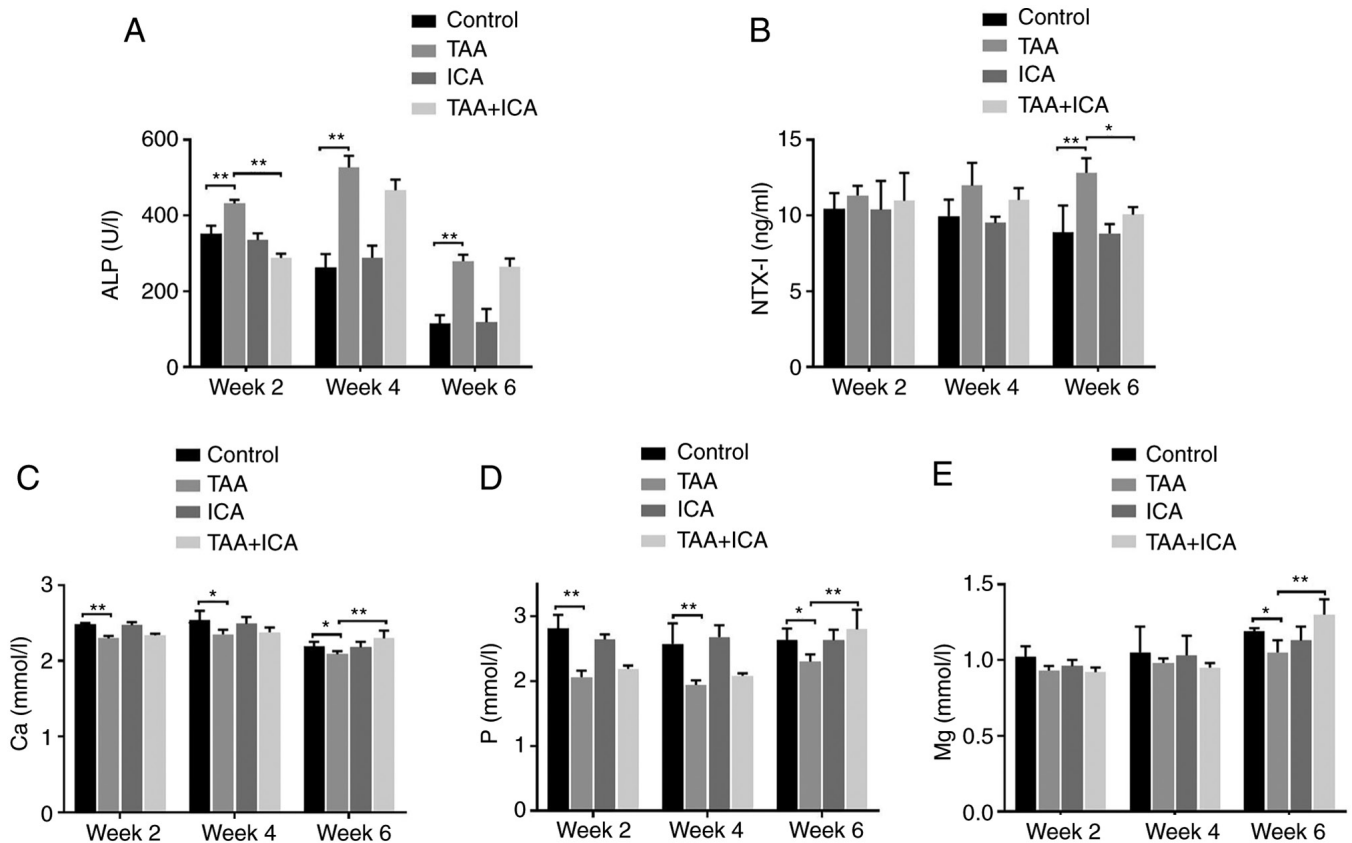 A
Control
TAA
ICA
TAA+ICA
ALP (U/l)
600
400
200
0
** ** ** **
Week 2 Week 4 Week 6
B
Control
TAA
ICA
TAA+ICA
NTX-I (ng/ml)
15
10
5
0
** *
Week 2 Week 4 Week 6
C
Control
TAA
ICA
TAA+ICA
Ca (mmol/l)
3
2
1
0
** * * **
Week 2 Week 4 Week 6
D
Control
TAA
ICA
TAA+ICA
P (mmol/l)
3
2
1
0
** ** * **
Week 2 Week 4 Week 6
E
Control
TAA
ICA
TAA+ICA
Mg (mmol/l)
1.5
1.0
0.5
0.0
* **
Week 2 Week 4 Week 6